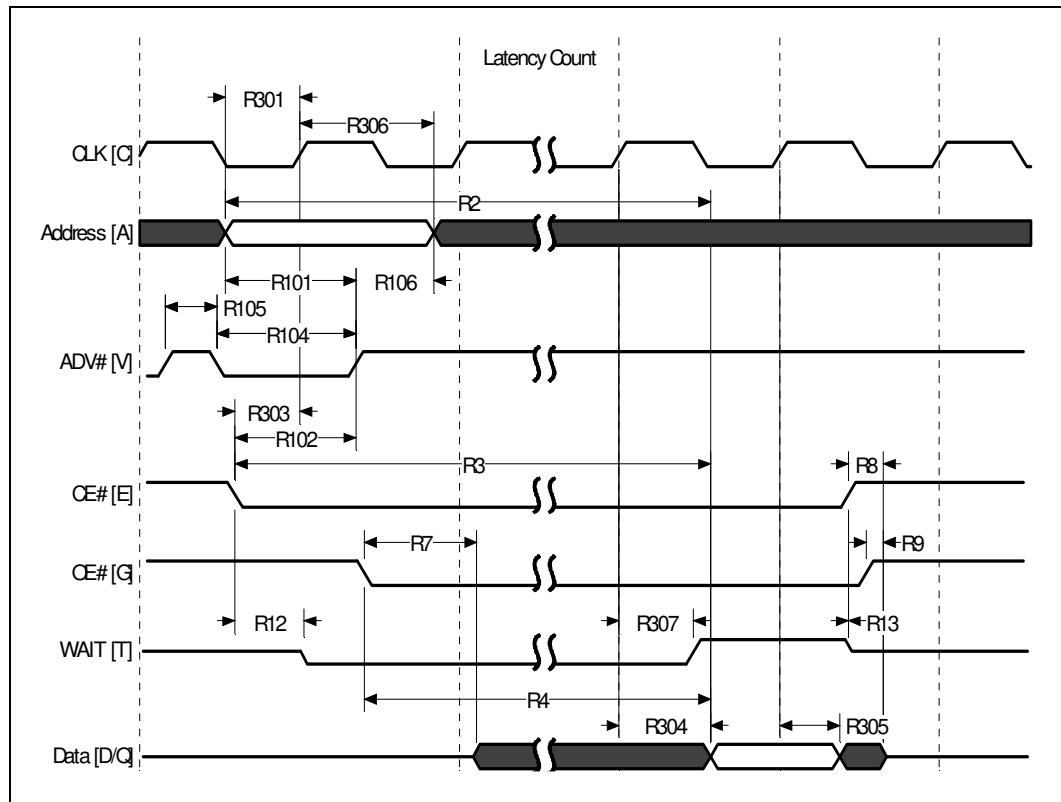 Latency Count
R301
R306
CLK [C]
R2
Address [A]
R101
R106
R105
R104
ADV# [V]
R303
R102
R3
R8
CE# [E]
R7
R9
OE# [G]
R12
R307
R13
WAIT [T]
R4
R304
R305
Data [D/Q]